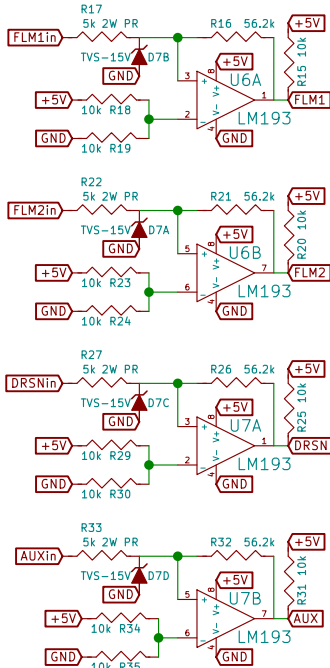 R17
5k 2W PR
R16 56.2k
+5V
FLM1in
TVS-15V
D7B
GND
+5V
R15 10k
8
V+
3
+
U6A
1
FLM1
+5V
10k R18
2
-
V-
4
LM193
GND
10k R19
GND
R22
5k 2W PR
R21 56.2k
+5V
FLM2in
TVS-15V
D7A
GND
+5V
R20 10k
8
V+
5
+
U6B
7
FLM2
+5V
10k R23
6
-
V-
4
LM193
GND
10k R24
GND
R27
5k 2W PR
R26 56.2k
+5V
DRSNin
TVS-15V
D7C
GND
+5V
R25 10k
8
V+
3
+
U7A
1
DRSN
+5V
10k R29
2
-
V-
4
LM193
GND
10k R30
GND
R33
5k 2W PR
R32 56.2k
+5V
AUXin
TVS-15V
D7D
GND
+5V
R31 10k
8
V+
5
+
U7B
7
AUX
+5V
10k R34
6
-
V-
4
LM193
GND
10k R35
GND